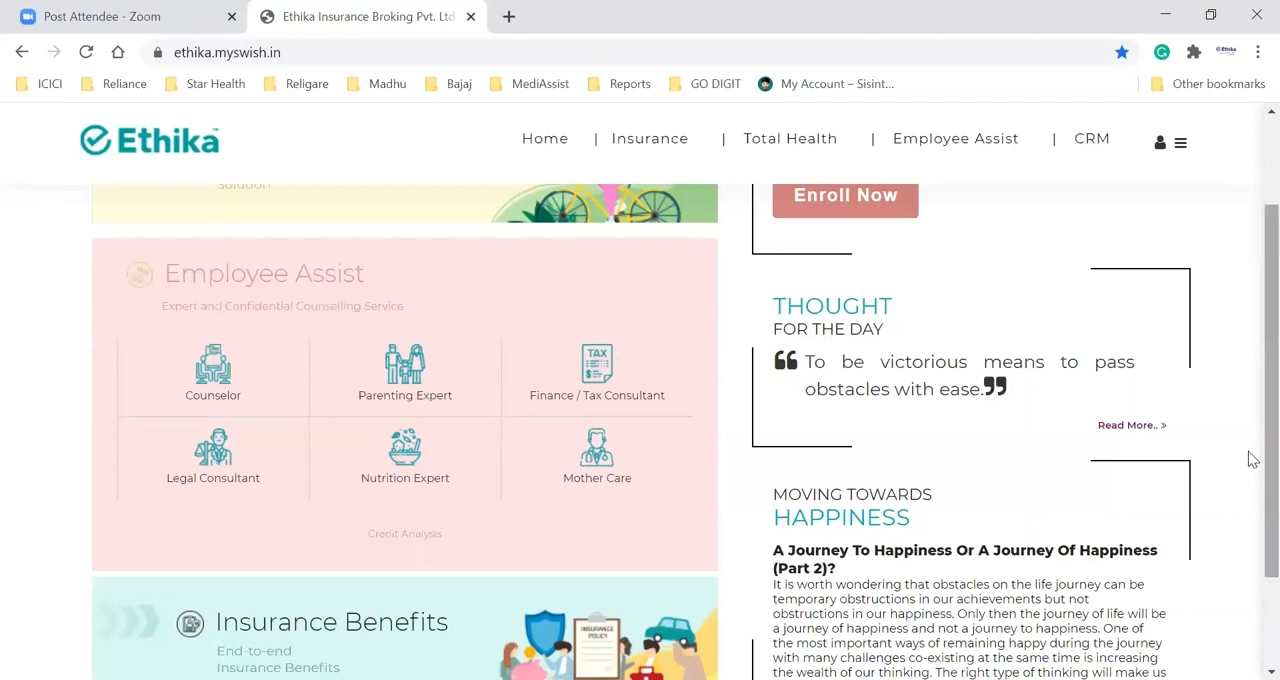 Post Attendee - Zoom
Ethika Insurance Broking Pvt. Ltd
ethika.myswish.in
ICICI
Reliance
Star Health
Religare
Madhu
Bajaj
MediAssist
Reports
GO DIGIT
My Account – Sisint...
Other bookmarks
Ethika
Home | Insurance | Total Health | Employee Assist | CRM
Solution
Enroll Now
Employee Assist
Expert and Confidential Counselling Service
Counselor
Parenting Expert
TAX
Finance / Tax Consultant
Legal Consultant
Nutrition Expert
Mother Care
Credit Analysis
Insurance Benefits
End-to-end
Insurance Benefits
INSURANCE
POLICY
THOUGHT
FOR THE DAY
❝ To be victorious means to pass
obstacles with ease.❞
Read More.. »
MOVING TOWARDS
HAPPINESS
A Journey To Happiness Or A Journey Of Happiness
(Part 2)?
It is worth wondering that obstacles on the life journey can be
temporary obstructions in our achievements but not
obstructions in our happiness. Only then the journey of life will be
a journey of happiness and not a journey to happiness. One of
the most important ways of remaining happy during the journey
with many challenges co-existing at the same time is increasing
the wealth of our thinking. The right type of thinking will make us